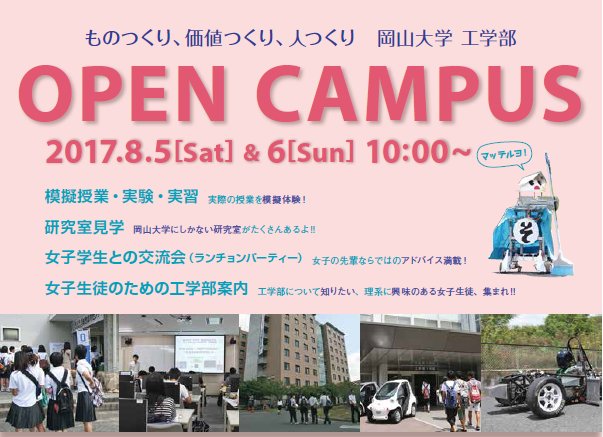 ものつくり、価値つくり、人つくり 岡山大学 工学部
OPEN CAMPUS
2017.8.5[Sat] & 6[Sun] 10:00~
マッテルヨ!
模擬授業・実験・実習 実際の授業を模擬体験!
そ
研究室見学 岡山大学にしかない研究室がたくさんあるよ!!
女子学生との交流会(ランチョンパーティー) 女子の先輩ならではのアドバイス満載!
女子生徒のための工学部案内 工学部について知りたい、理系に興味のある女子生徒、集まれ!!